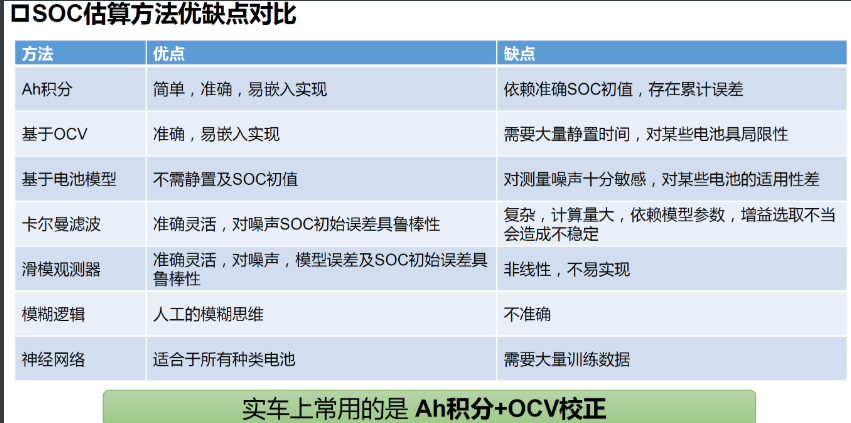 SOC估算方法优缺点对比
方法 优点 缺点
Ah积分 简单，准确，易嵌入实现 依赖准确SOC初值，存在累计误差
基于OCV 准确，易嵌入实现 需要大量静置时间，对某些电池具局限性
基于电池模型 不需静置及SOC初值 对测量噪声十分敏感，对某些电池的适用性差
卡尔曼滤波 准确灵活，对噪声SOC初始误差具鲁棒性 复杂，计算量大，依赖模型参数，增益选取不当
会造成不稳定
滑模观测器 准确灵活，对噪声，模型误差及SOC初始误差具
鲁棒性 非线性，不易实现
模糊逻辑 人工的模糊思维 不准确
神经网络 适合于所有种类电池 需要大量训练数据
实车上常用的是 Ah积分+OCV校正